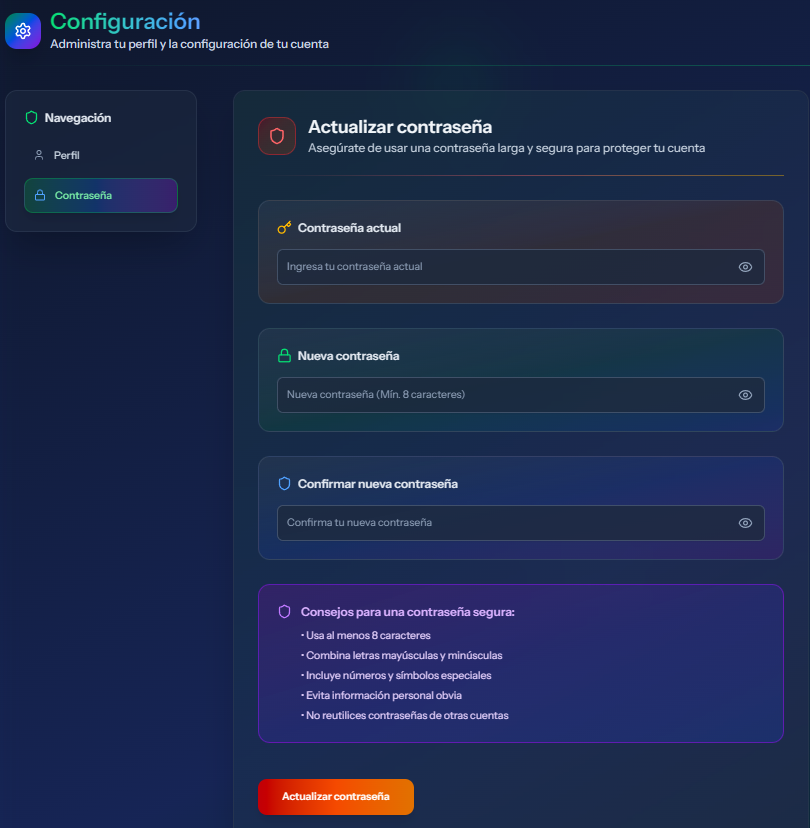 Configuración
Administra tu perfil y la configuración de tu cuenta
Navegación
Perfil
Contraseña
Actualizar contraseña
Asegúrate de usar una contraseña larga y segura para proteger tu cuenta
Contraseña actual
Ingresa tu contraseña actual
Nueva contraseña
Nueva contraseña (Mín. 8 caracteres)
Confirmar nueva contraseña
Confirma tu nueva contraseña
Consejos para una contraseña segura:
• Usa al menos 8 caracteres
• Combina letras mayúsculas y minúsculas
• Incluye números y símbolos especiales
• Evita información personal obvia
• No reutilices contraseñas de otras cuentas
Actualizar contraseña